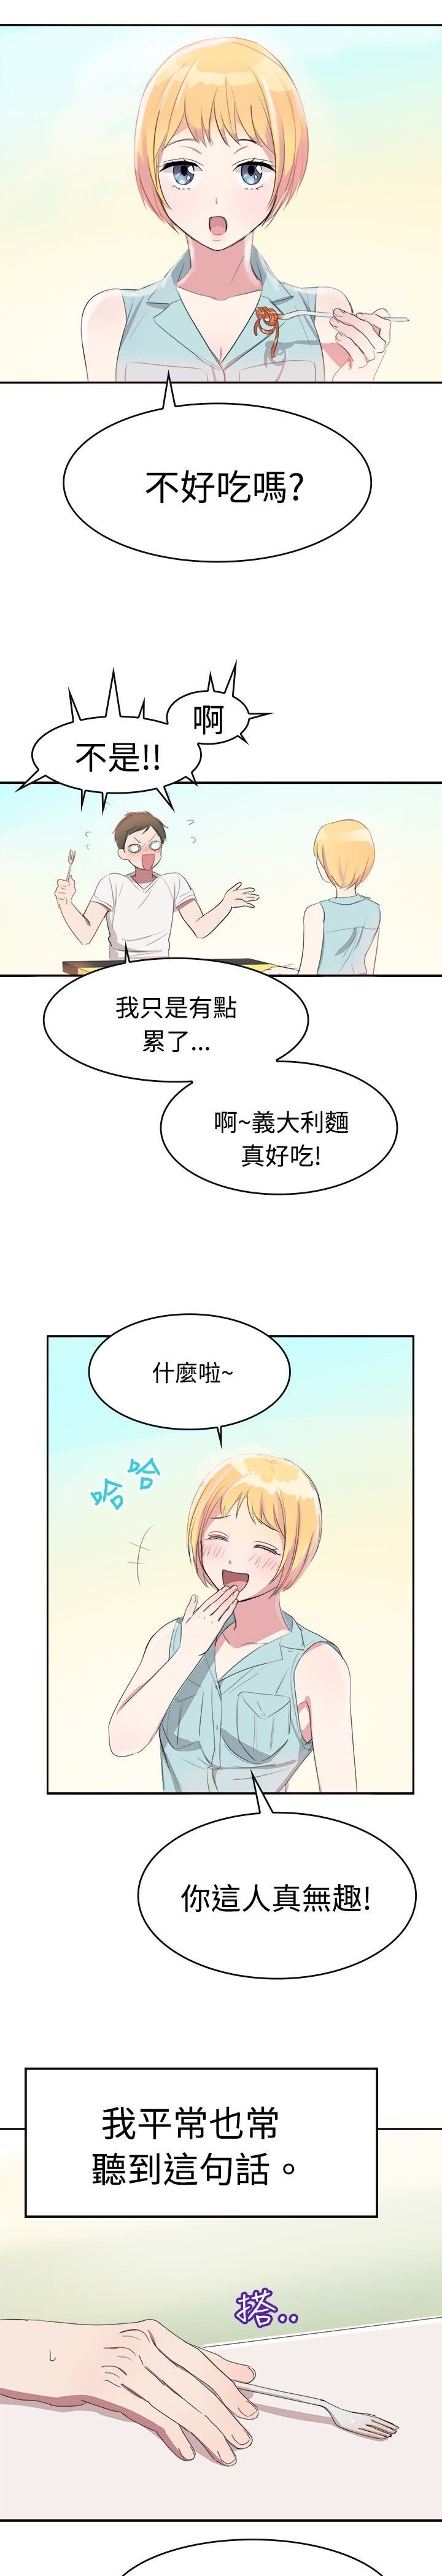 不好吃嗎?
啊
不是!!
我只是有點
累了...
啊~義大利麵
真好吃!
什麼啦~
哈哈
你這人真無趣!
我平常也常
聽到這句話。
搭..